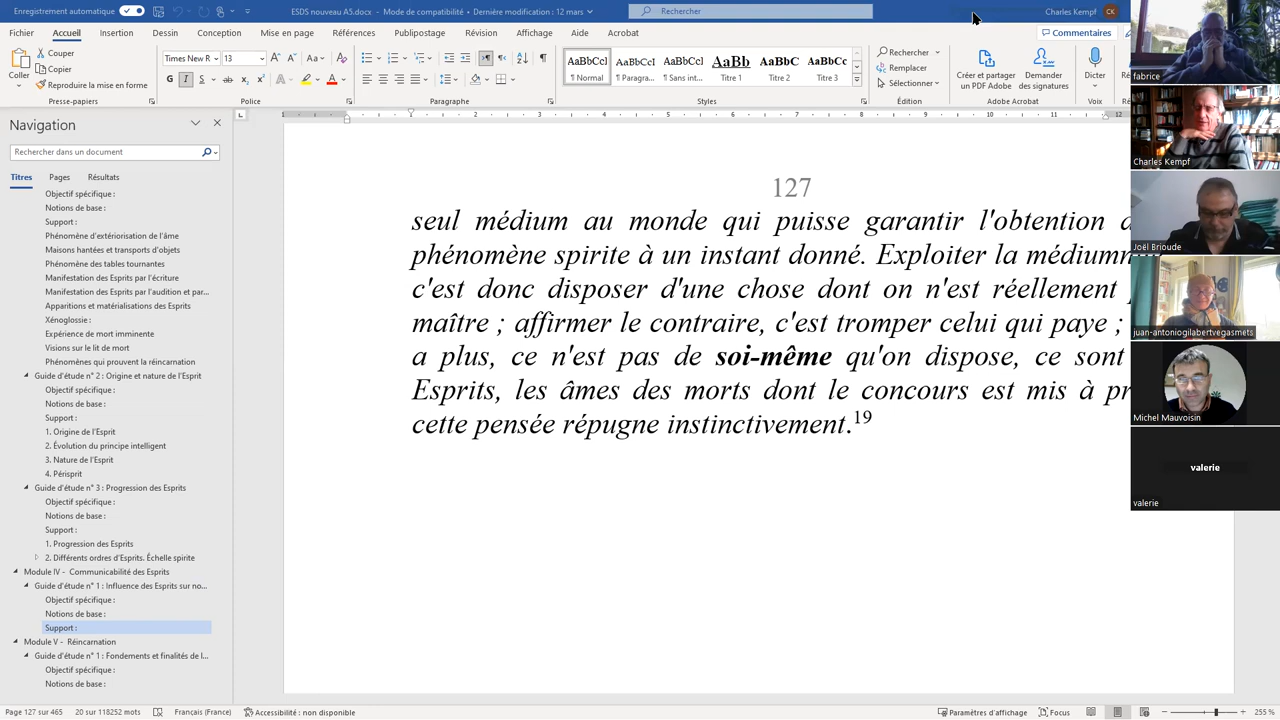 Enregistrement automatique
ESDS nouveau A5.docx - Mode de compatibilité • Dernière modification : 12 mars
Rechercher
Charles Kempf
CK
Fichier Accueil Insertion Dessin Conception Mise en page Références Publipostage Révision Affichage Aide Acrobat
Commentaires
Coller
Couper
Copier
Reproduire la mise en forme
Presse-papiers
Times New R 13
G I S
Police
Paragraphe
AaBbCcI AaBbCcI AaBbCcI AaBb AaBbC AaBbCc
¶ Normal ¶ Paragra... ¶ Sans int... Titre 1 Titre 2 Titre 3
Styles
Rechercher
Remplacer
Sélectionner
Édition
Créer et partager
un PDF Adobe
Demander
des signatures
Adobe Acrobat
Dicter
Voix
Navigation
Rechercher dans un document
Titres Pages Résultats
Objectif spécifique :
Notions de base :
Support :
Phénomène d'extériorisation de l'âme
Maisons hantées et transports d'objets
Phénomène des tables tournantes
Manifestation des Esprits par l'écriture
Manifestation des Esprits par l'audition et par...
Apparitions et matérialisations des Esprits
Xénoglossie :
Expérience de mort imminente
Visions sur le lit de mort
Phénomènes qui prouvent la réincarnation
Guide d'étude n° 2 : Origine et nature de l'Esprit
Objectif spécifique :
Notions de base :
Support :
1. Origine de l'Esprit
2. Évolution du principe intelligent
3. Nature de l'Esprit
4. Périsprit
Guide d'étude n° 3 : Progression des Esprits
Objectif spécifique :
Notions de base :
Support :
1. Progression des Esprits
2. Différents ordres d'Esprits. Échelle spirite
Module IV - Communicabilité des Esprits
Guide d'étude n° 1 : Influence des Esprits sur no...
Objectif spécifique :
Notions de base :
Support :
Module V - Réincarnation
Guide d'étude n° 1 : Fondements et finalités de l...
Objectif spécifique :
Notions de base :
127
seul médium au monde qui puisse garantir l'obtention
phénomène spirite à un instant donné. Exploiter la
c'est donc disposer d'une chose dont on n'est réellement
maître ; affirmer le contraire, c'est tromper celui qui paye ;
a plus, ce n'est pas de soi-même qu'on dispose, ce sont
Esprits, les âmes des morts dont le concours est mis à
cette pensée répugne instinctivement.19
fabrice
Charles Kempf
Joël Brioude
juan-antoniogilabertvegasmets
Michel Mauvoisin
valerie
valerie
Page 127 sur 465 20 sur 118252 mots Français (France) Accessibilité : non disponible
Paramètres d'affichage Focus 255 %